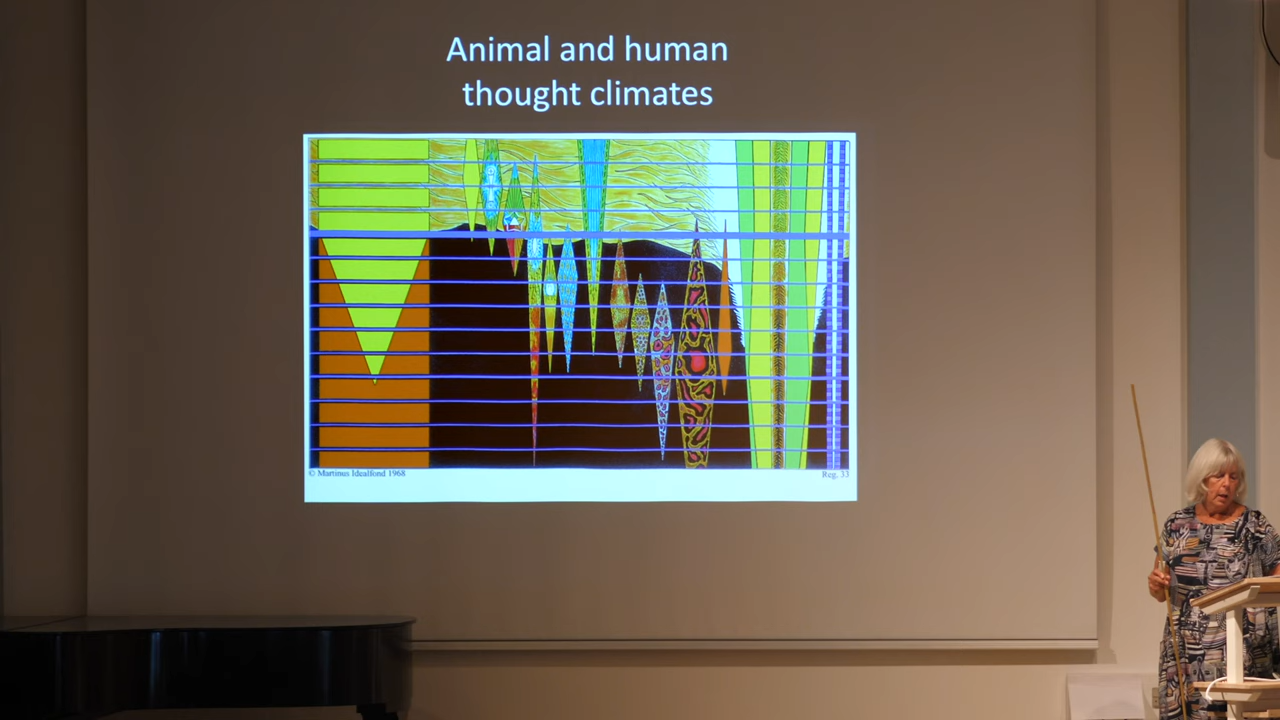 Animal and human
thought climates
© Martinus Idealfond 1968
Reg. 33